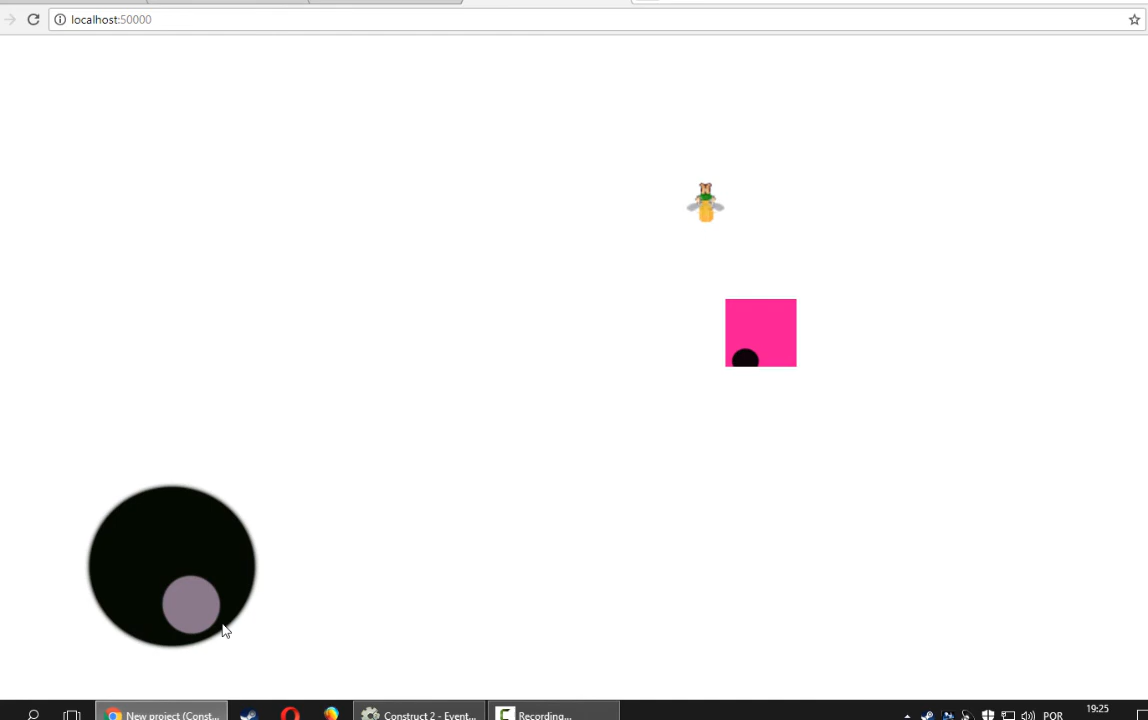 localhost:50000
19:25
New project (Const...
Construct 2 - Event...
Recording...
POR